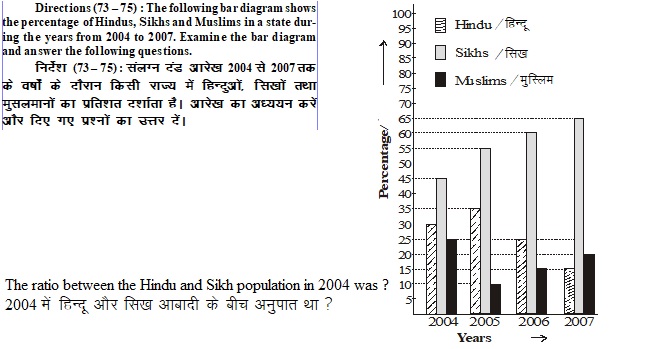 Directions (73 – 75) : The following bar diagram shows
the percentage of Hindus, Sikhs and Muslims in a state dur-
ing the years from 2004 to 2007. Examine the bar diagram
and answer the following questions.
निर्देश (73 – 75) : संलग्न दंड आरेख 2004 से 2007 तक
के वर्षों के दौरान किसी राज्य में हिन्दुओं, सिखों तथा
मुसलमानों का प्रतिशत दर्शाता है। आरेख का अध्ययन करें
और दिए गए प्रश्नों का उत्तर दें।
The ratio between the Hindu and Sikh population in 2004 was ?
2004 में हिन्दू और सिख आबादी के बीच अनुपात था ?
Hindu / हिन्दू
Sikhs / सिख
Muslims / मुस्लिम
100
95
90
85
80
75
70
65
60
55
50
45
40
35
30
25
20
15
10
5
Percentage/
2004 2005 2006 2007
Years